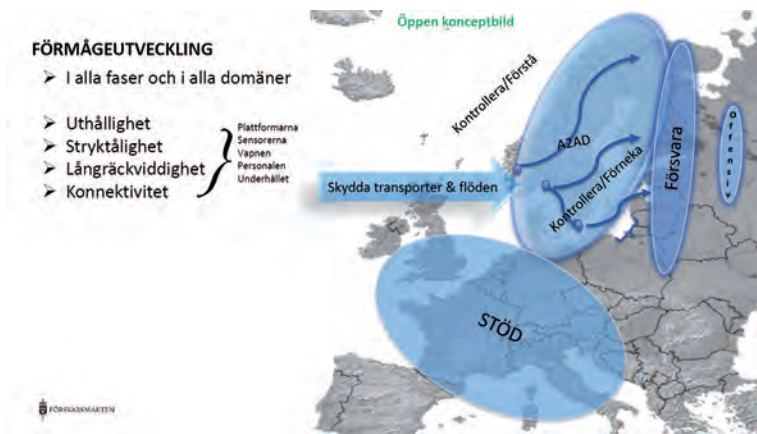 Öppen konceptbild
FÖRMÅGEUTVECKLING
➢ I alla faser och i alla domäner
➢ Uthållighet
➢ Stryktålighet
➢ Långräckviddighet
➢ Konnektivitet
Plattformarna
Sensorerna
Vapnen
Personalen
Underhållet
Kontrollera/Förstå
A2AD
Kontrollera/Förneka
Skydda transporter & flöden
Försvara
Offensiv
STÖD
FÖRSVARSMAKTEN